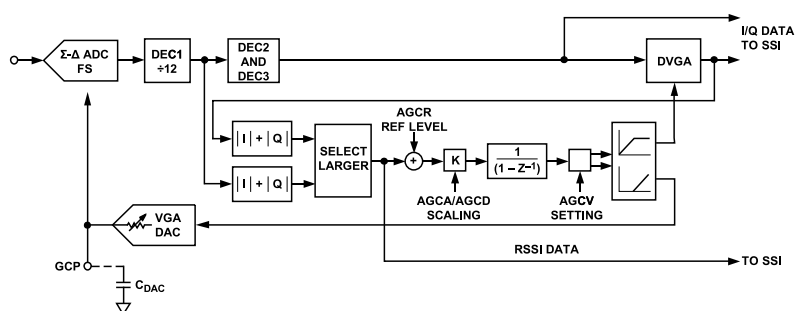 Σ-Δ ADC
FS
DEC1
÷12
DEC2
AND
DEC3
I/Q DATA
TO SSI
DVGA
|I| + |Q|
|I| + |Q|
SELECT
LARGER
AGCR
REF LEVEL
+
K
1
(1 – Z–1)
AGCA/AGCD
SCALING
AGCV
SETTING
VGA
DAC
RSSI DATA
TO SSI
GCP
CDAC